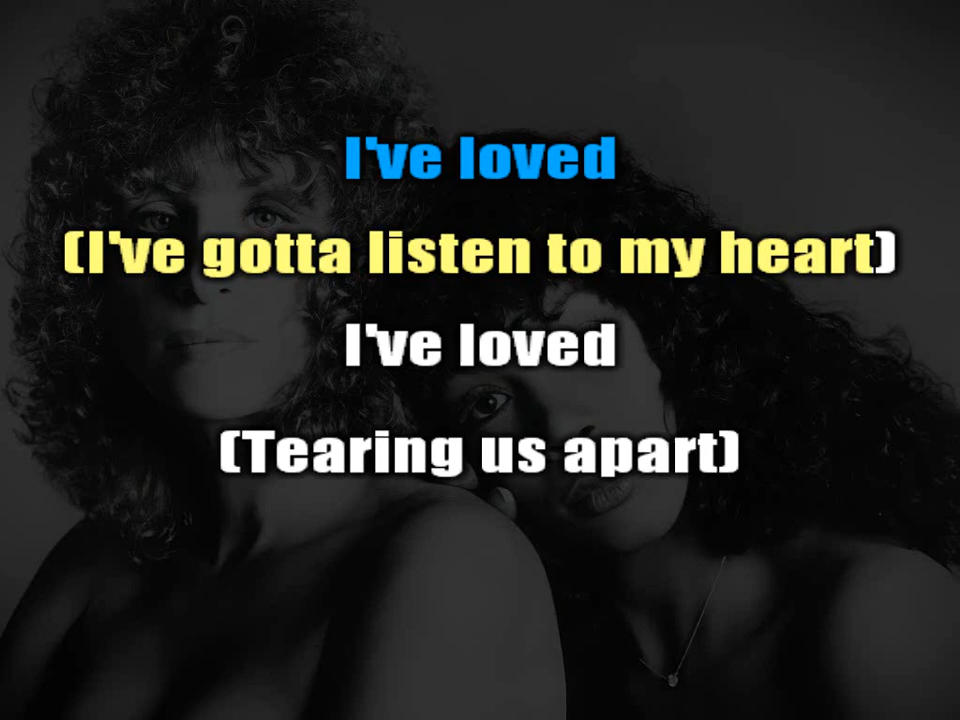 I've loved
(I've gotta listen to my heart)
I've loved
(Tearing us apart)